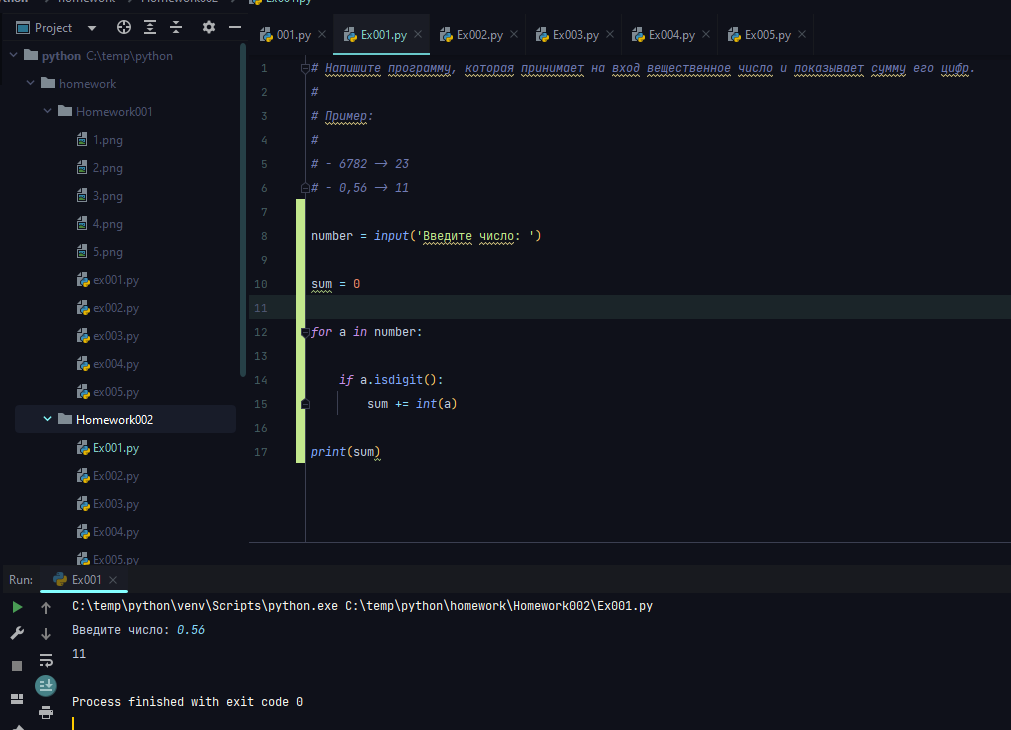 homework
Homework002
Ex001.py
Project
001.py
Ex001.py
Ex002.py
Ex003.py
Ex004.py
Ex005.py
python C:\temp\python
homework
Homework001
1.png
2.png
3.png
4.png
5.png
ex001.py
ex002.py
ex003.py
ex004.py
ex005.py
Homework002
Ex001.py
Ex002.py
Ex003.py
Ex004.py
Ex005.py
1 # Напишите программу, которая принимает на вход вещественное число и показывает сумму его цифр.
2 #
3 # Пример:
4 #
5 # - 6782 -> 23
6 # - 0,56 -> 11
7
8 number = input('Введите число: ')
9
10 sum = 0
11
12 for a in number:
13
14 if a.isdigit():
15 sum += int(a)
16
17 print(sum)
Run: Ex001
C:\temp\python\venv\Scripts\python.exe C:\temp\python\homework\Homework002\Ex001.py
Введите число: 0.56
11
Process finished with exit code 0